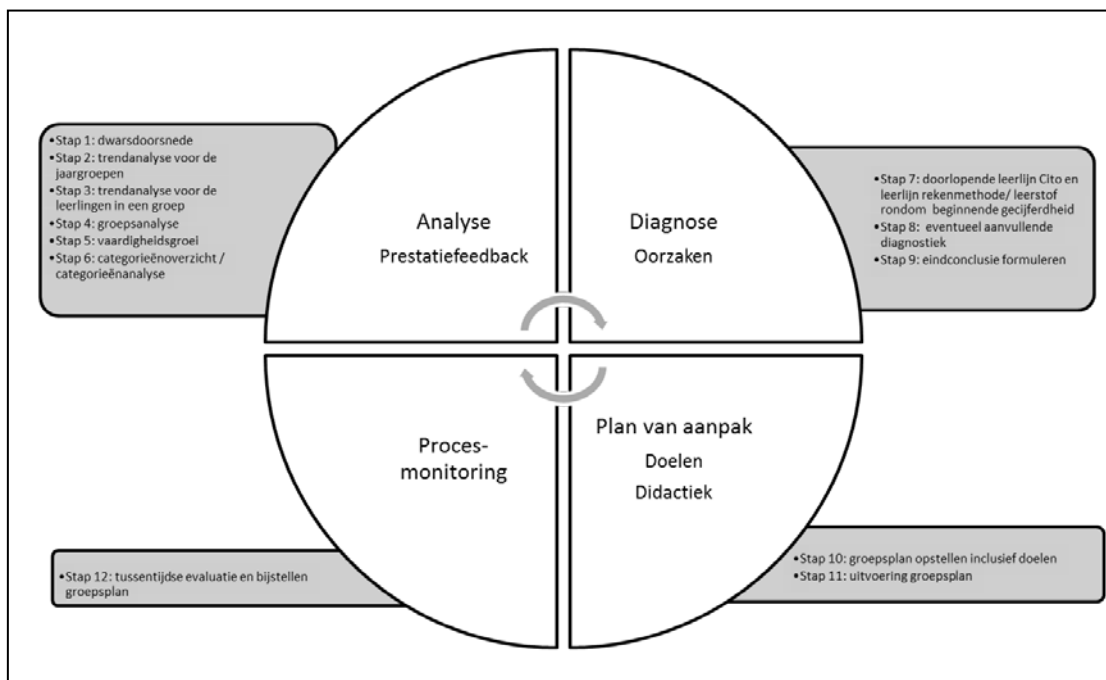 •Stap 1: dwarsdoorsnede
•Stap 2: trendanalyse voor de
jaargroepen
•Stap 3: trendanalyse voor de
leerlingen in een groep
•Stap 4: groepsanalyse
•Stap 5: vaardigheidsgroei
•Stap 6: categorieënoverzicht /
categorieënanalyse
Analyse
Prestatiefeedback
Diagnose
Oorzaken
•Stap 7: doorlopende leerlijn Cito en
leerlijn rekenmethode/ leerstof
rondom beginnende gecijferdheid
•Stap 8: eventueel aanvullende
diagnostiek
•Stap 9: eindconclusie formuleren
•Stap 12: tussentijdse evaluatie en bijstellen
groepsplan
Proces-
monitoring
Plan van aanpak
Doelen
Didactiek
•Stap 10: groepsplan opstellen inclusief doelen
•Stap 11: uitvoering groepsplan